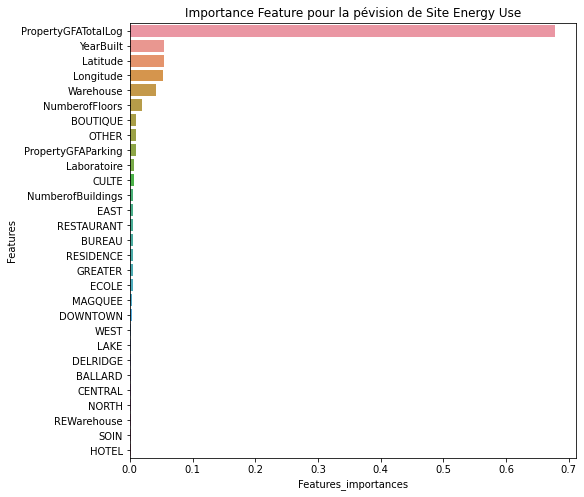 Importance Feature pour la pévision de Site Energy Use
PropertyGFATotalLog
YearBuilt
Latitude
Longitude
Warehouse
NumberofFloors
BOUTIQUE
OTHER
PropertyGFAParking
Laboratoire
CULTE
NumberofBuildings
EAST
RESTAURANT
BUREAU
RESIDENCE
GREATER
ECOLE
MAGQUEE
DOWNTOWN
WEST
LAKE
DELRIDGE
BALLARD
CENTRAL
NORTH
REWarehouse
SOIN
HOTEL
Features
0.0 0.1 0.2 0.3 0.4 0.5 0.6 0.7
Features_importances